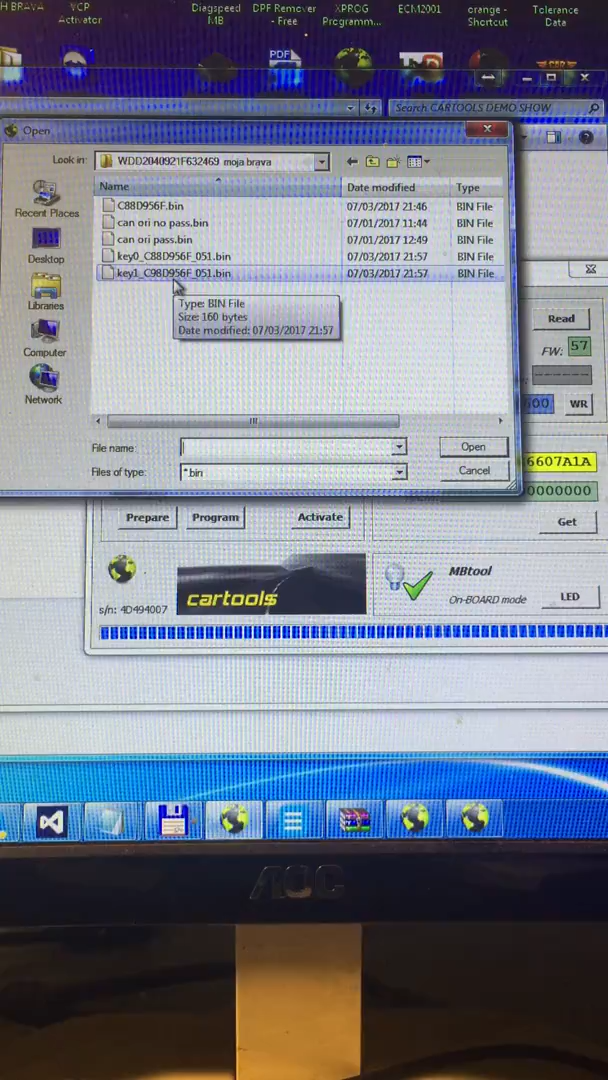 H BRAVA
VCP
Activator
Diagspeed
MB
DPF Remover
- Free
XPROG
Programm...
ECM2001
orange -
Shortcut
Tolerance
Data
PDF
Search CARTOOLS DEMO SHOW
Open
Look in:
WDD2040921F632469 moja brava
Name
Date modified
Type
C88D956F.bin
07/03/2017 21:46
BIN File
can ori no pass.bin
07/01/2017 11:44
BIN File
can ori pass.bin
07/01/2017 12:49
BIN File
key0_C88D956F_051.bin
07/03/2017 21:57
BIN File
key1_C98D956F_051.bin
07/03/2017 21:57
BIN File
Type: BIN File
Size: 160 bytes
Date modified: 07/03/2017 21:57
Recent Places
Desktop
Libraries
Computer
Network
File name:
Open
Files of type:
*.bin
Cancel
Read
FW: 57
WR
6607A1A
0000000
Prepare
Program
Activate
Get
cartools
s/n: 4D494007
MBtool
On-BOARD mode
LED
AOC